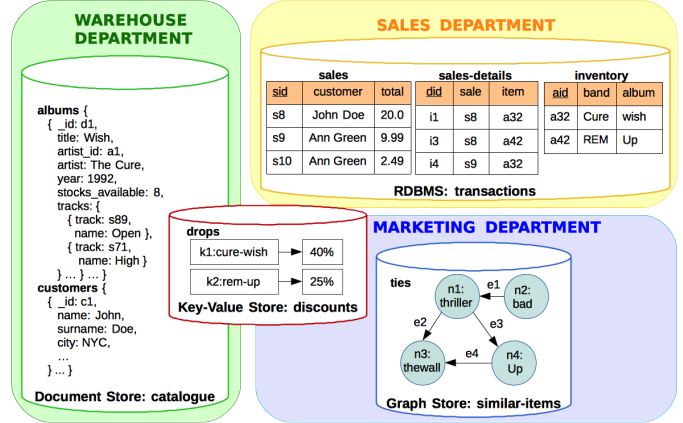 WAREHOUSE
DEPARTMENT
albums {
{ _id: d1,
title: Wish,
artist_id: a1,
artist: The Cure,
year: 1992,
stocks_available: 8,
tracks: {
{ track: s89,
name: Open },
{ track: s71,
name: High }
} ... } ... }
customers {
{ _id: c1,
name: John,
surname: Doe,
city: NYC,
...
} ... }
Document Store: catalogue
SALES DEPARTMENT
sales
sid customer total
s8 John Doe 20.0
s9 Ann Green 9.99
s10 Ann Green 2.49
sales-details
did sale item
i1 s8 a32
i3 s8 a42
i4 s9 a32
inventory
aid band album
a32 Cure wish
a42 REM Up
RDBMS: transactions
drops
k1:cure-wish 40%
k2:rem-up 25%
Key-Value Store: discounts
MARKETING DEPARTMENT
ties
n1:
thriller
e1
n2:
bad
e2
e3
n3:
thewall
e4
n4:
Up
Graph Store: similar-items